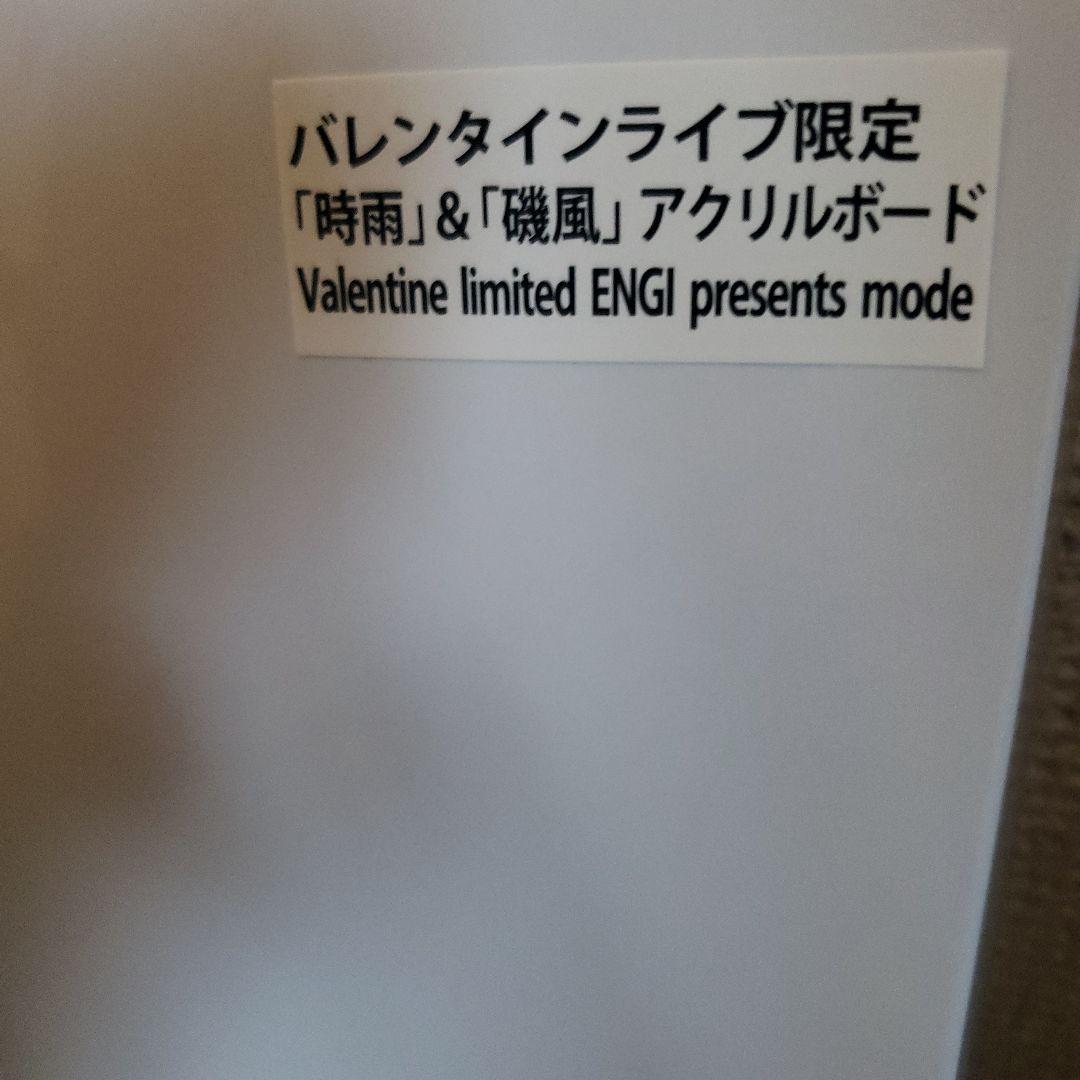 バレンタインライブ限定
「時雨」&「磯風」アクリルボード
Valentine limited ENGI presents mode